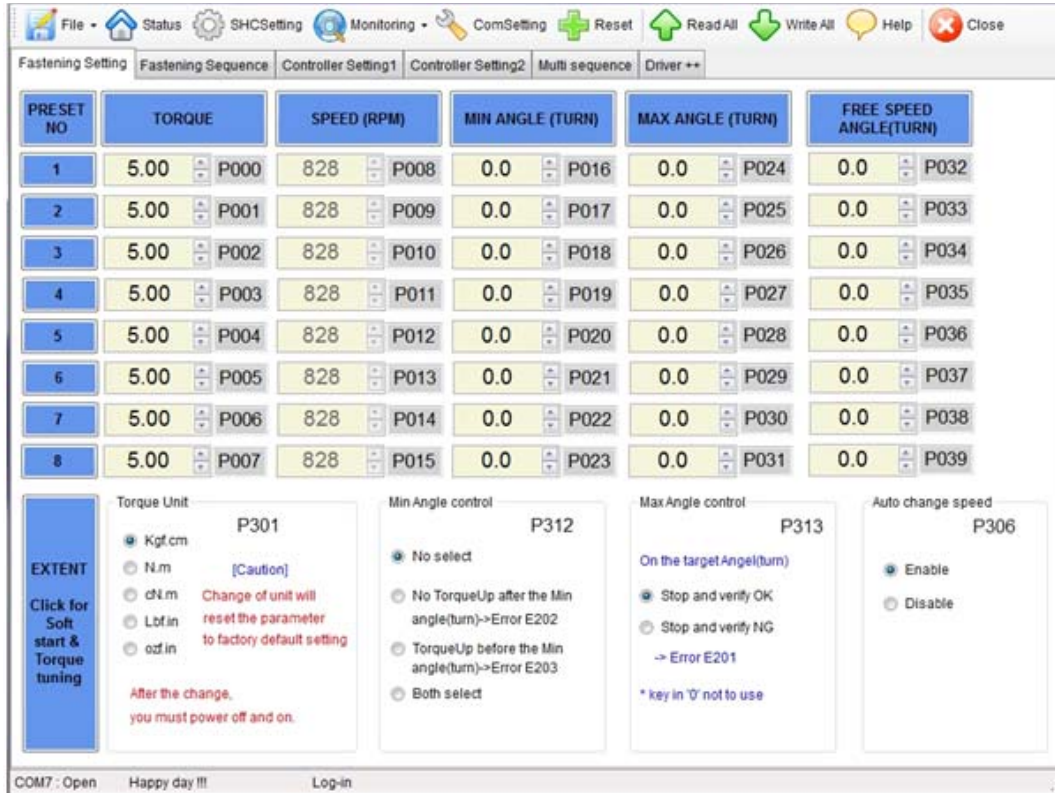 File Status SHCSetting Monitoring ComSetting Reset Read All Write All Help Close
Fastening Setting Fastening Sequence Controller Setting1 Controller Setting2 Multi sequence Driver ++
PRESET NO TORQUE SPEED (RPM) MIN ANGLE (TURN) MAX ANGLE (TURN) FREE SPEED ANGLE(TURN)
1 5.00 P000 828 P008 0.0 P016 0.0 P024 0.0 P032
2 5.00 P001 828 P009 0.0 P017 0.0 P025 0.0 P033
3 5.00 P002 828 P010 0.0 P018 0.0 P026 0.0 P034
4 5.00 P003 828 P011 0.0 P019 0.0 P027 0.0 P035
5 5.00 P004 828 P012 0.0 P020 0.0 P028 0.0 P036
6 5.00 P005 828 P013 0.0 P021 0.0 P029 0.0 P037
7 5.00 P006 828 P014 0.0 P022 0.0 P030 0.0 P038
8 5.00 P007 828 P015 0.0 P023 0.0 P031 0.0 P039
EXTENT
Click for
Soft
start &
Torque
tuning
Torque Unit
P301
Kgf.cm
N.m
cN.m
Lbf.in
ozf.in
[Caution]
Change of unit will
reset the parameter
to factory default setting
After the change,
you must power off and on.
Min Angle control
P312
No select
No TorqueUp after the Min
angle(turn)->Error E202
TorqueUp before the Min
angle(turn)->Error E203
Both select
Max Angle control
P313
On the target Angel(turn)
Stop and verify OK
Stop and verify NG
-> Error E201
* key in '0' not to use
Auto change speed
P306
Enable
Disable
COM7 : Open Happy day !!! Log-in